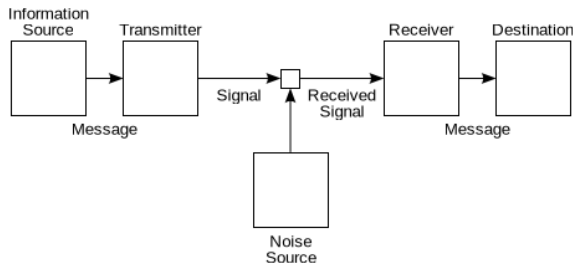 Information
Source
Transmitter
Receiver
Destination
Signal
Received
Signal
Message
Message
Noise
Source